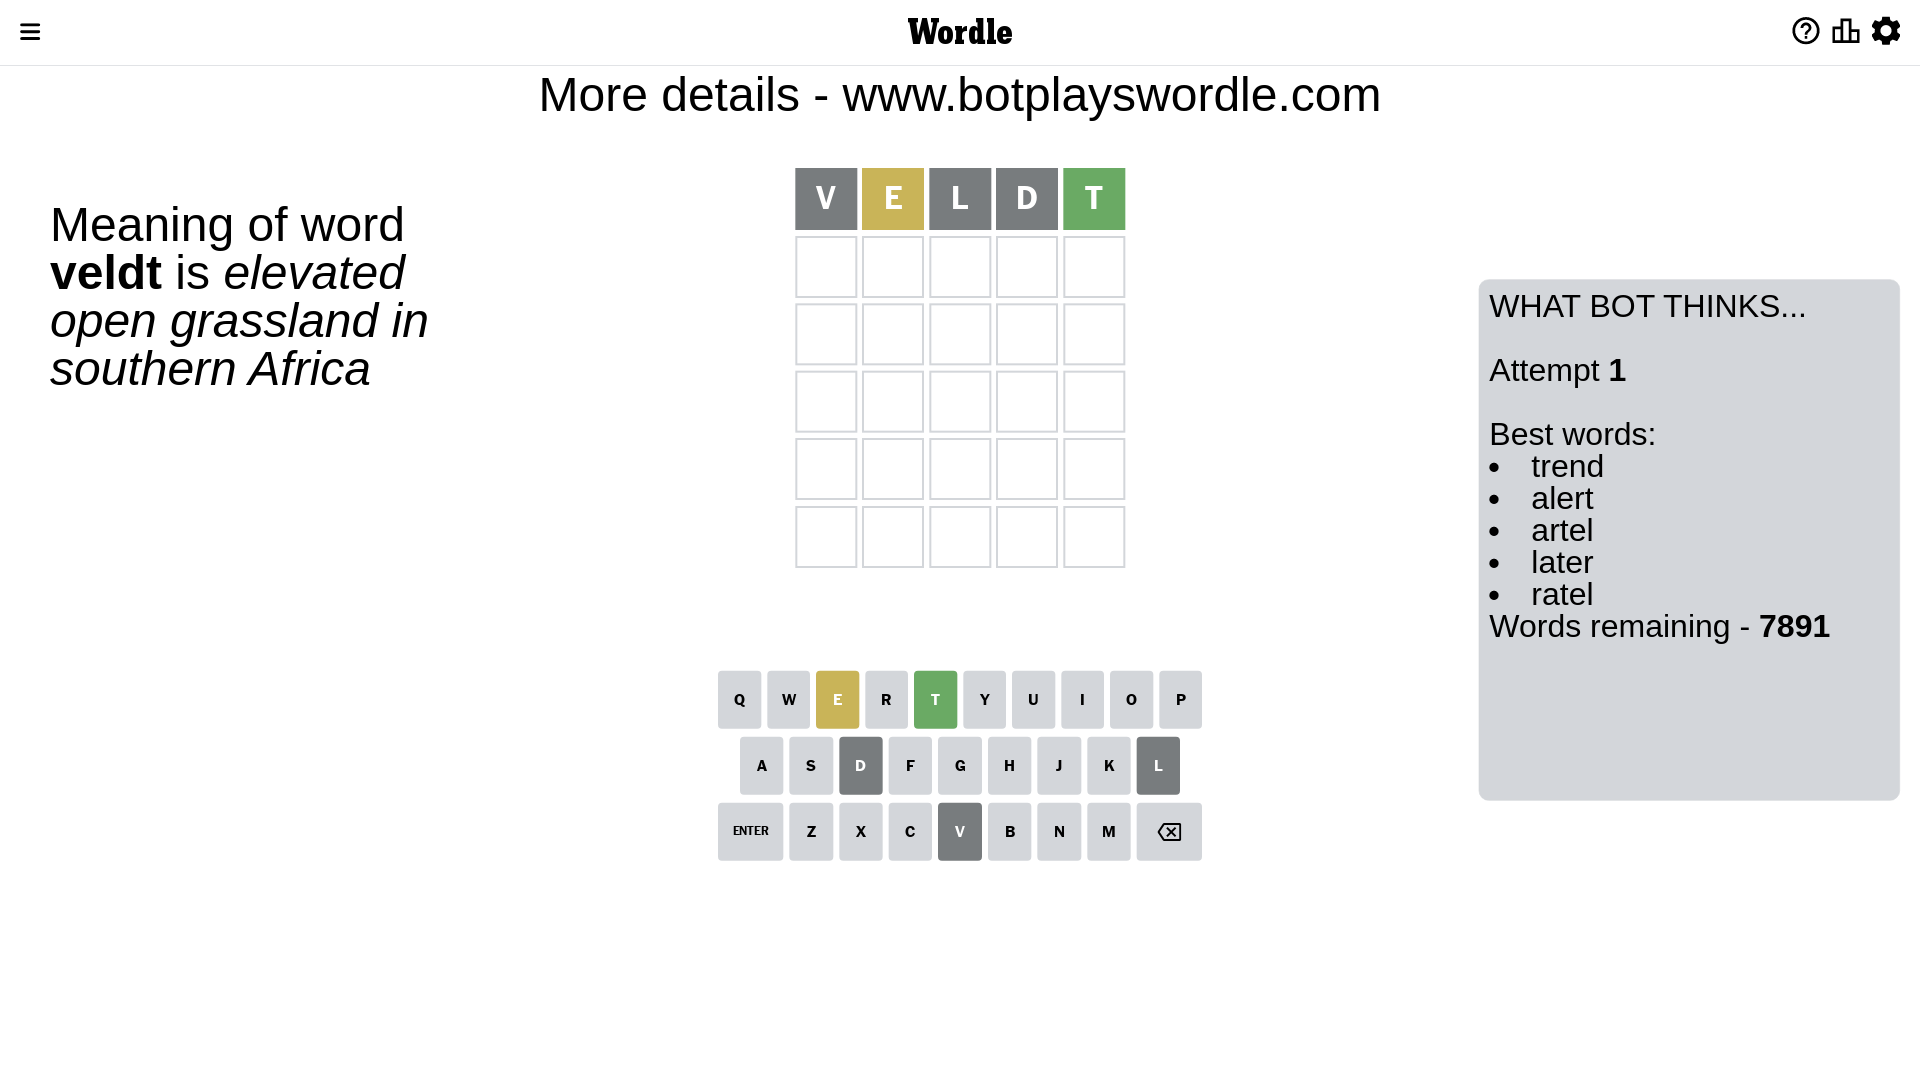 Wordle
More details - www.botplayswordle.com
Meaning of word
veldt is elevated
open grassland in
southern Africa
V E L D T
WHAT BOT THINKS...
Attempt 1
Best words:
• trend
• alert
• artel
• later
• ratel
Words remaining - 7891
Q W E R T Y U I O P
A S D F G H J K L
ENTER Z X C V B N M